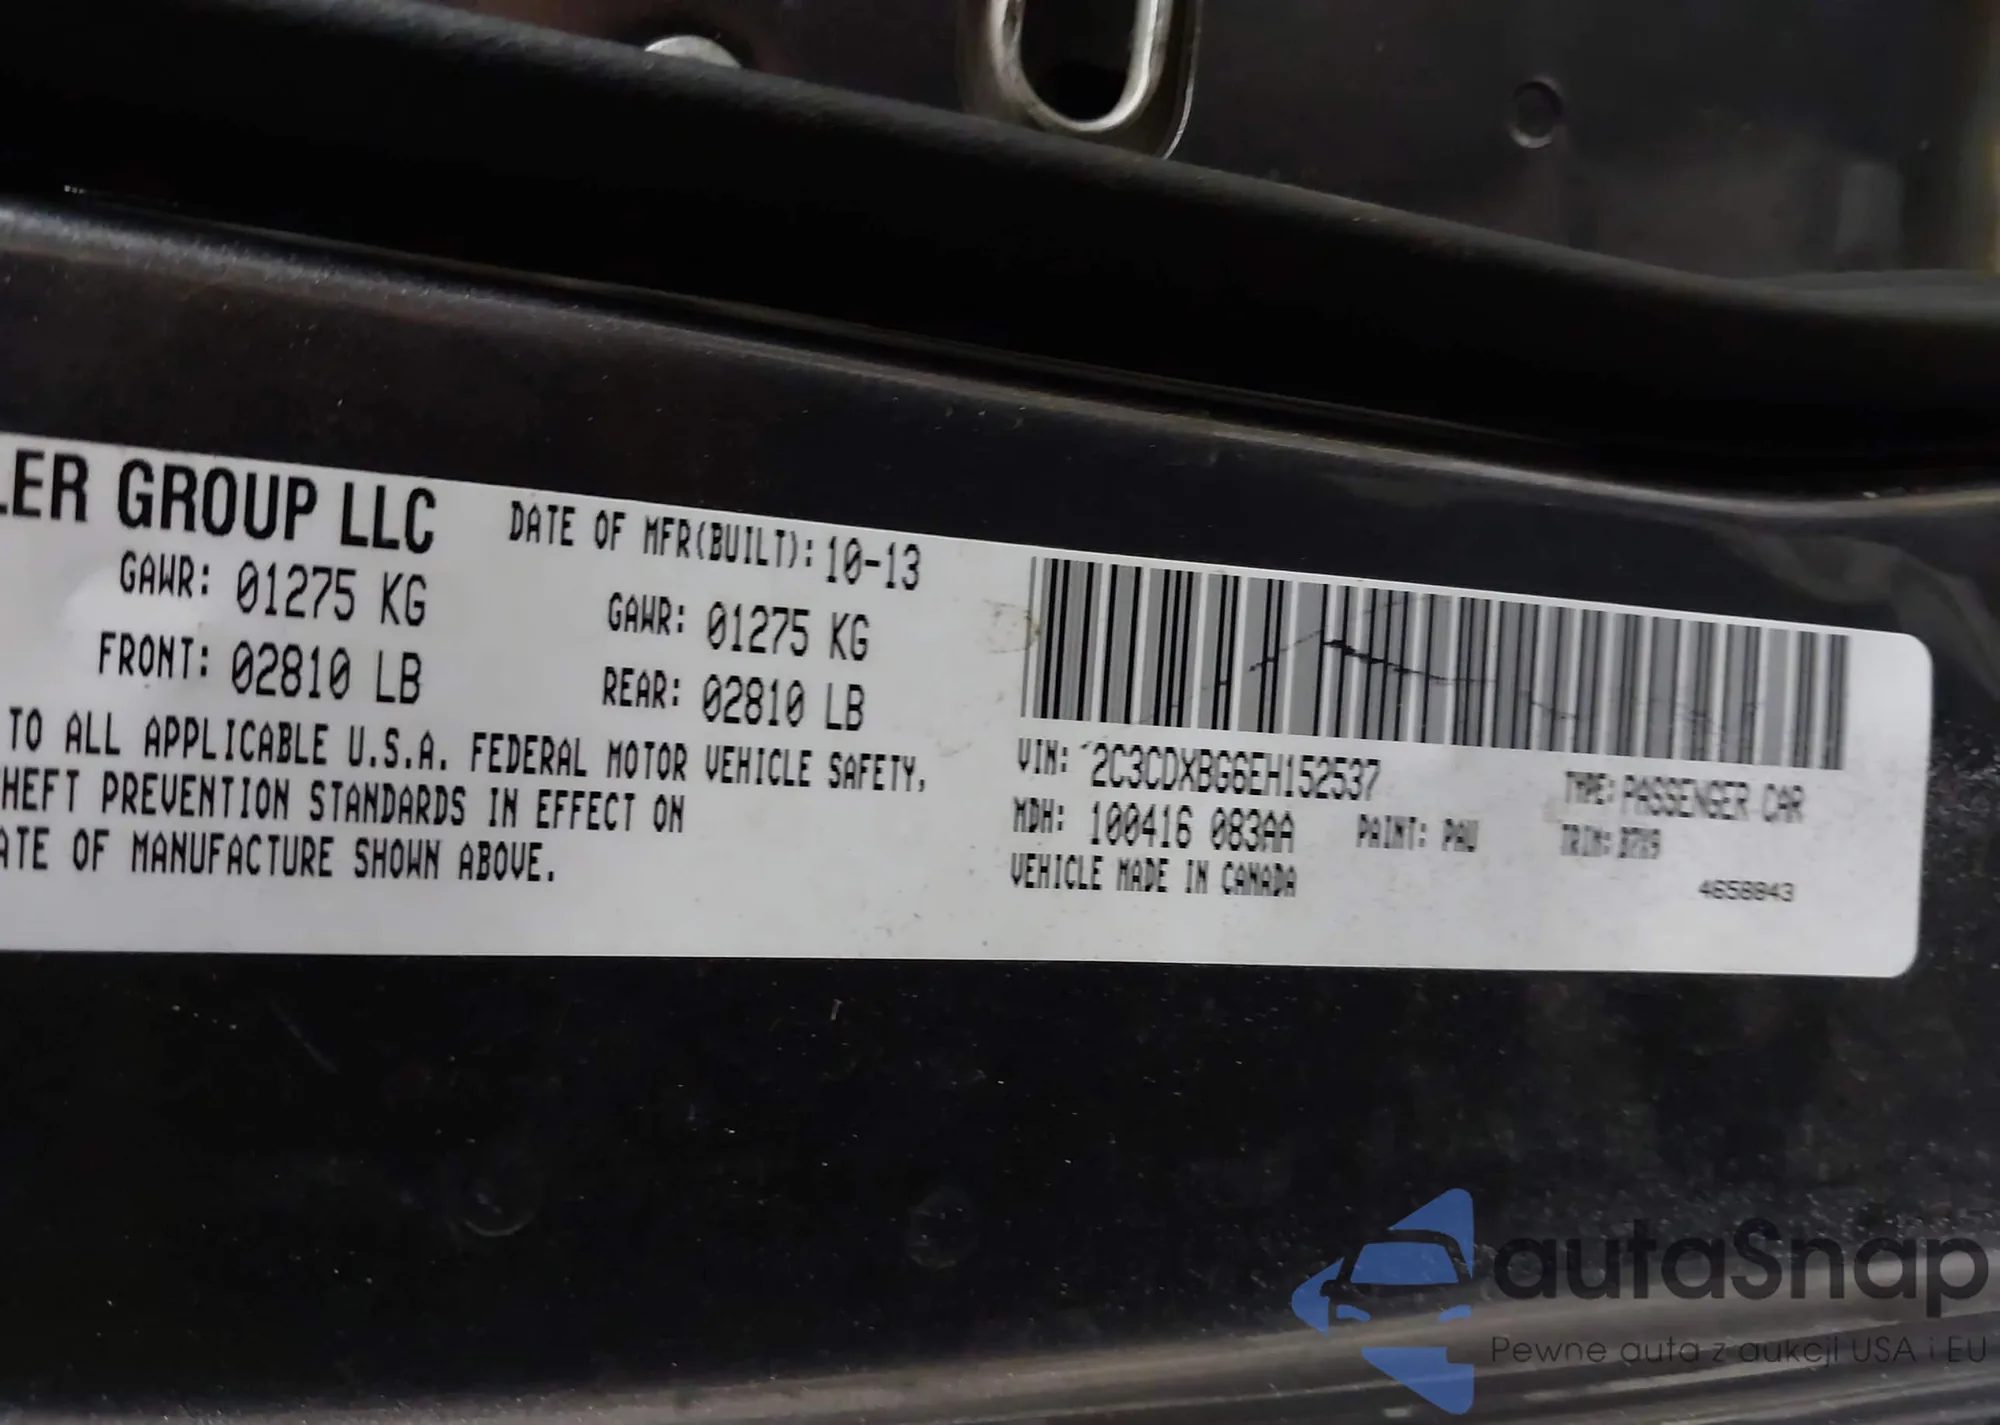 LER GROUP LLC
DATE OF MFR(BUILT): 10-13
GAWR: 01275 KG
GAWR: 01275 KG
FRONT: 02810 LB
REAR: 02810 LB
TO ALL APPLICABLE U.S.A. FEDERAL MOTOR VEHICLE SAFETY,
HEFT PREVENTION STANDARDS IN EFFECT ON
ATE OF MANUFACTURE SHOWN ABOVE.
VIN: 2C3CDXBG6EH152537
TYPE: PASSENGER CAR
MDH: 100416 083AA
PAINT: PAU
TRIM: B7X9
VEHICLE MADE IN CANADA
4658843
autaSnap
Pewne auta z aukcji USA i EU